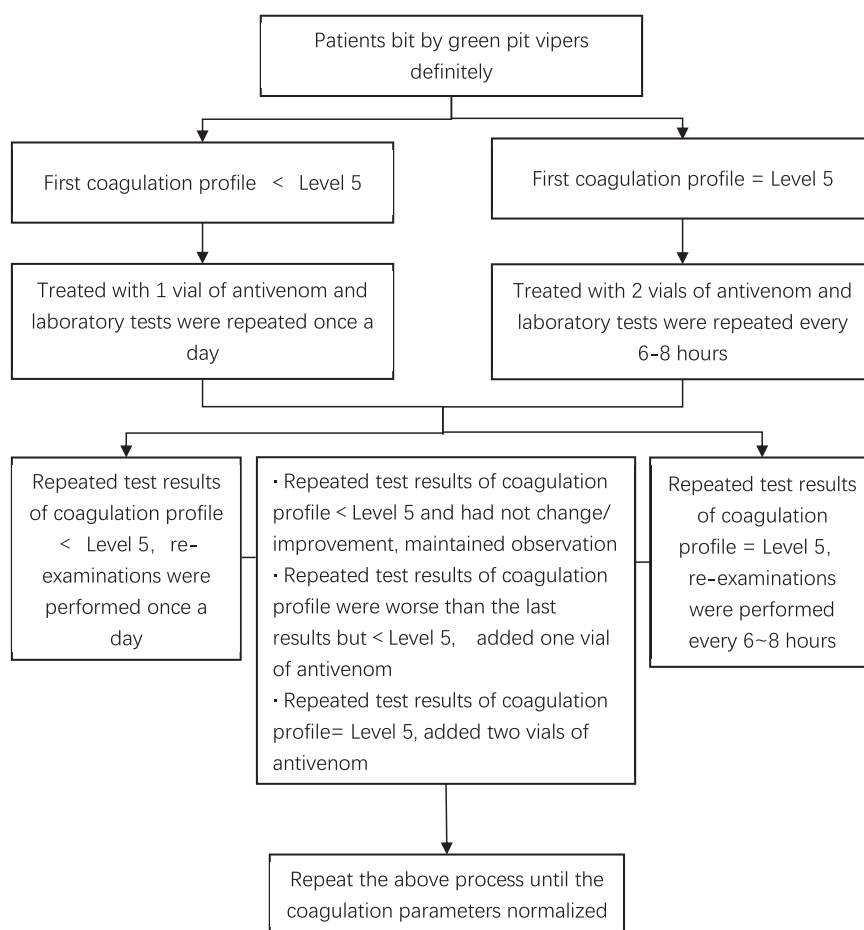 Patients bit by green pit vipers
definitely
First coagulation profile < Level 5
First coagulation profile = Level 5
Treated with 1 vial of antivenom and
laboratory tests were repeated once a
day
Treated with 2 vials of antivenom and
laboratory tests were repeated every
6-8 hours
Repeated test results
of coagulation profile
< Level 5, re-
examinations were
performed once a
day
· Repeated test results of coagulation
profile < Level 5 and had not change/
improvement, maintained observation
· Repeated test results of coagulation
profile were worse than the last
results but < Level 5, added one vial
of antivenom
· Repeated test results of coagulation
profile= Level 5, added two vials of
antivenom
Repeated test results
of coagulation
profile = Level 5,
re-examinations
were performed
every 6~8 hours
Repeat the above process until the
coagulation parameters normalized